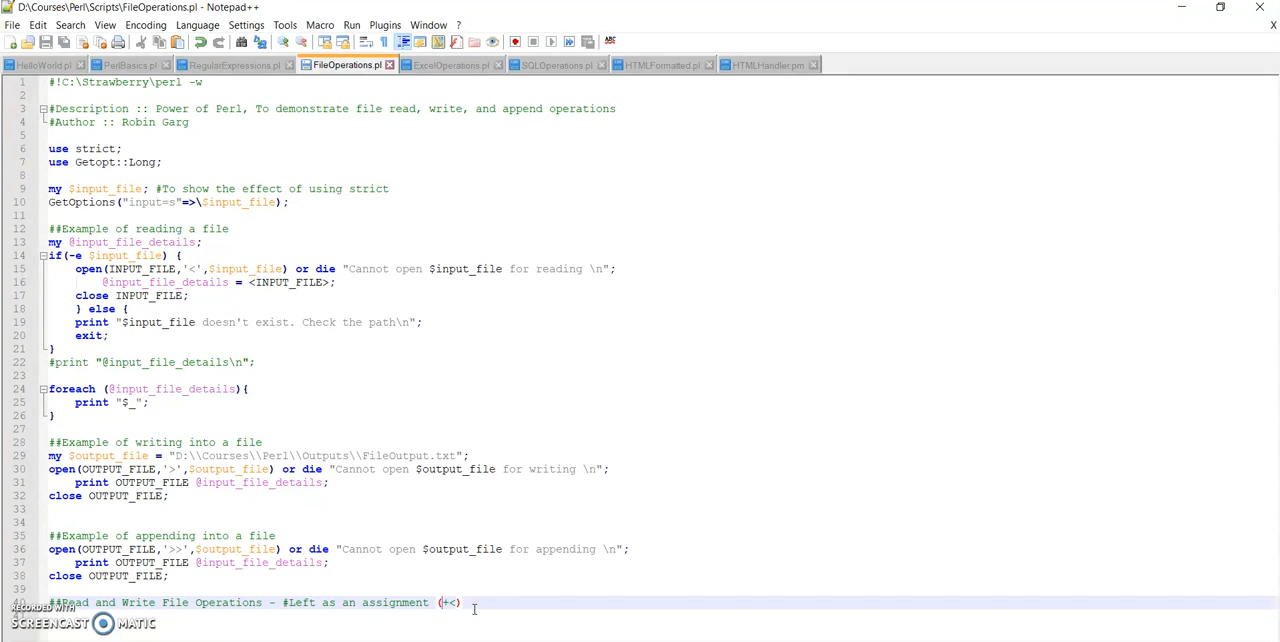 D:\Courses\Perl\Scripts\FileOperations.pl - Notepad++
File Edit Search View Encoding Language Settings Tools Macro Run Plugins Window ? X
HelloWorld.pl PerlBasics.pl RegularExpressions.pl FileOperations.pl ExcelOperations.pl SQLOperations.pl HTMLFormatted.pl HTMLHandler.pm
1 #!C:\Strawberry\perl -w
2
3 #Description :: Power of Perl, To demonstrate file read, write, and append operations
4 #Author :: Robin Garg
5
6 use strict;
7 use Getopt::Long;
8
9 my $input_file; #To show the effect of using strict
10 GetOptions("input=s"=>\$input_file);
11
12 ##Example of reading a file
13 my @input_file_details;
14 if(-e $input_file) {
15 open(INPUT_FILE,'<',$input_file) or die "Cannot open $input_file for reading \n";
16 @input_file_details = <INPUT_FILE>;
17 close INPUT_FILE;
18 } else {
19 print "$input_file doesn't exist. Check the path\n";
20 exit;
21 }
22 #print "@input_file_details\n";
23
24 foreach (@input_file_details){
25 print "$_";
26 }
27
28 ##Example of writing into a file
29 my $output_file = "D:\\Courses\\Perl\\Outputs\\FileOutput.txt";
30 open(OUTPUT_FILE,'>',$output_file) or die "Cannot open $output_file for writing \n";
31 print OUTPUT_FILE @input_file_details;
32 close OUTPUT_FILE;
33
34
35 ##Example of appending into a file
36 open(OUTPUT_FILE,'>>',$output_file) or die "Cannot open $output_file for appending \n";
37 print OUTPUT_FILE @input_file_details;
38 close OUTPUT_FILE;
39
40 ##Read and Write File Operations - #Left as an assignment (+<)
RECORDED WITH
SCREENCAST MATIC